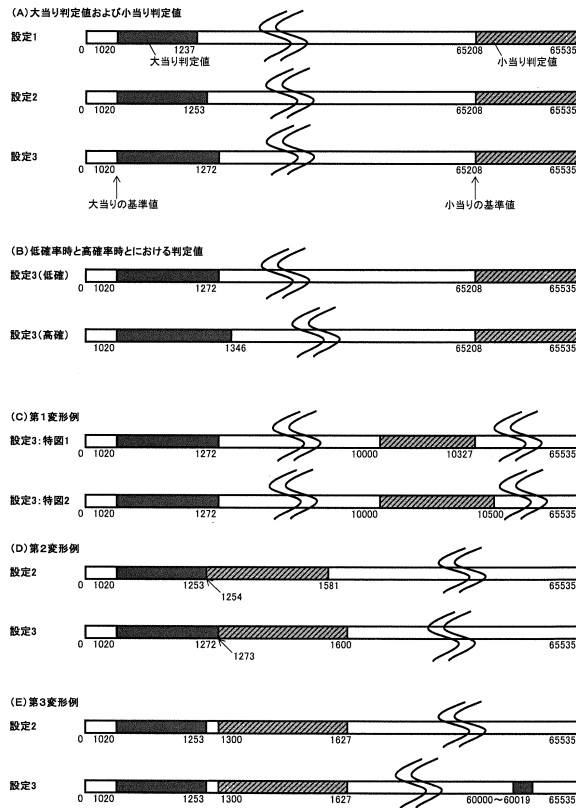 (A)大当り判定値および小当り判定値
設定1
0 1020 1237 65208 65535
大当り判定値 小当り判定値
設定2
0 1020 1253 65208 65535
設定3
0 1020 1272 65208 65535
大当りの基準値 小当りの基準値
(B)低確率時と高確率時とにおける判定値
設定3(低確)
0 1020 1272 65208 65535
設定3(高確)
1020 1346 65208 65535
(C)第1変形例
設定3:特図1
0 1020 1272 10000 10327 65535
設定3:特図2
0 1020 1272 10000 10500 65535
(D)第2変形例
設定2
0 1020 1253 1581 65535
1254
設定3
0 1020 1272 1600 65535
1273
(E)第3変形例
設定2
0 1020 1253 1300 1627 65535
設定3
0 1020 1253 1300 1627 60000～60019 65535